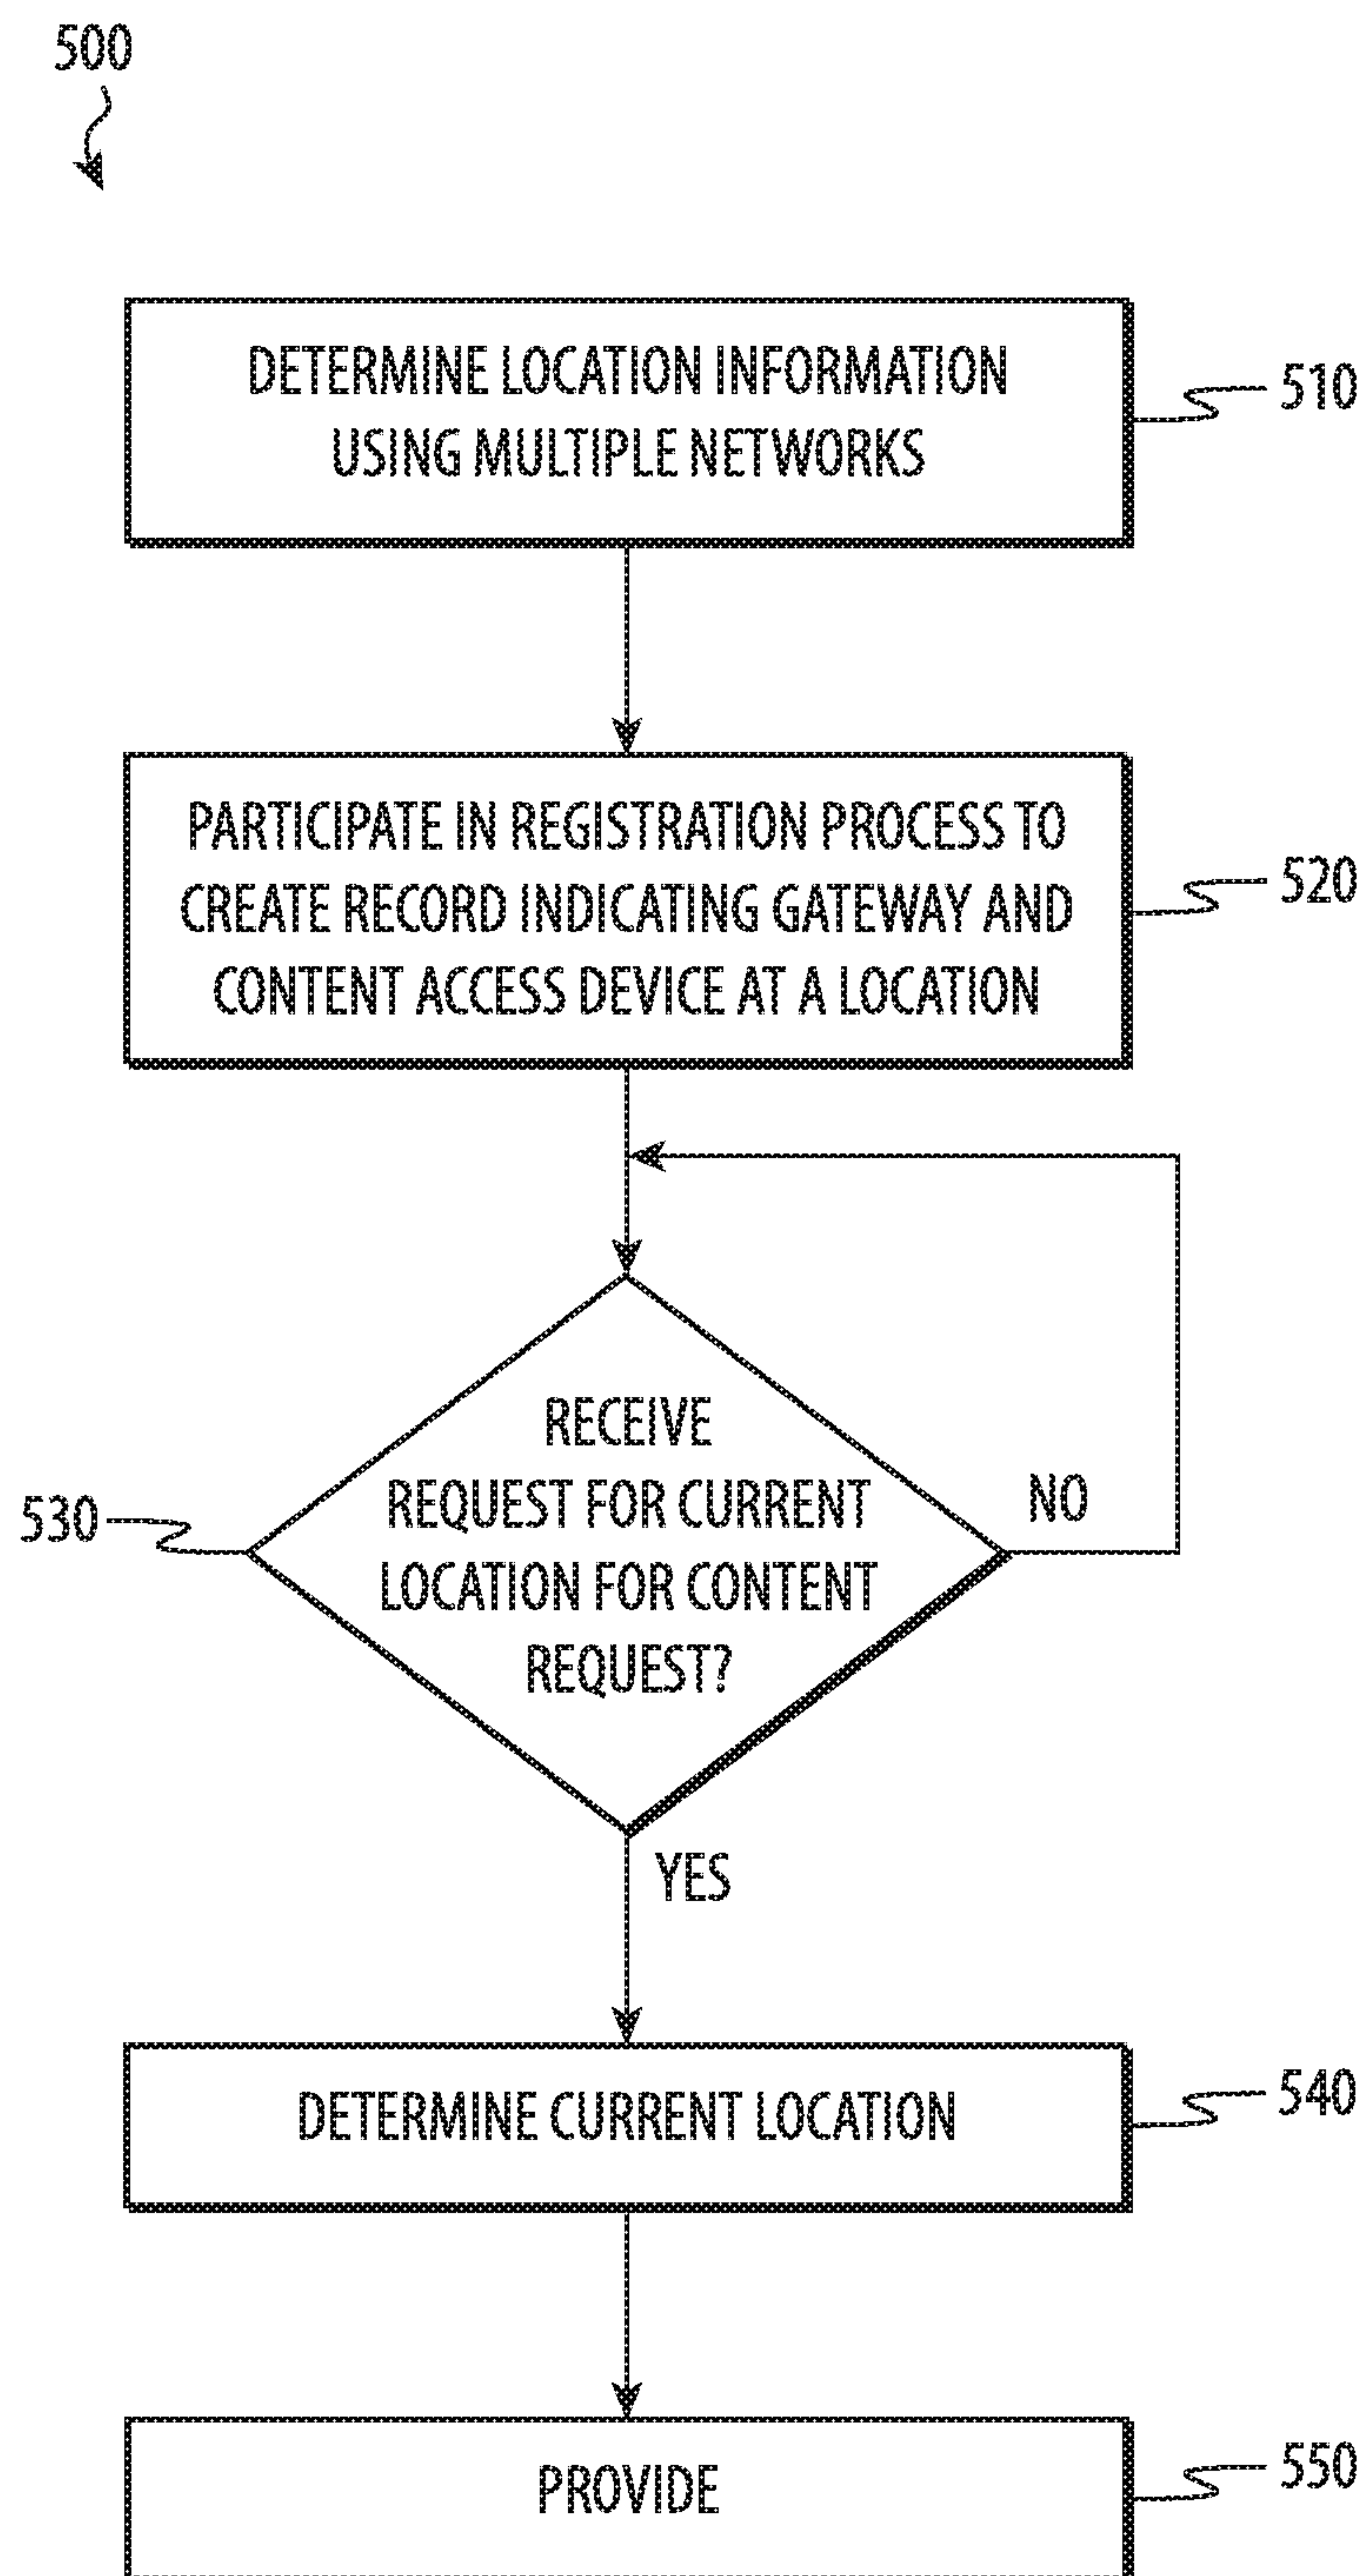 500
DETERMINE LOCATION INFORMATION
USING MULTIPLE NETWORKS
510
PARTICIPATE IN REGISTRATION PROCESS TO
CREATE RECORD INDICATING GATEWAY AND
CONTENT ACCESS DEVICE AT A LOCATION
520
RECEIVE
REQUEST FOR CURRENT
LOCATION FOR CONTENT
REQUEST?
530
NO
YES
DETERMINE CURRENT LOCATION
540
PROVIDE
550